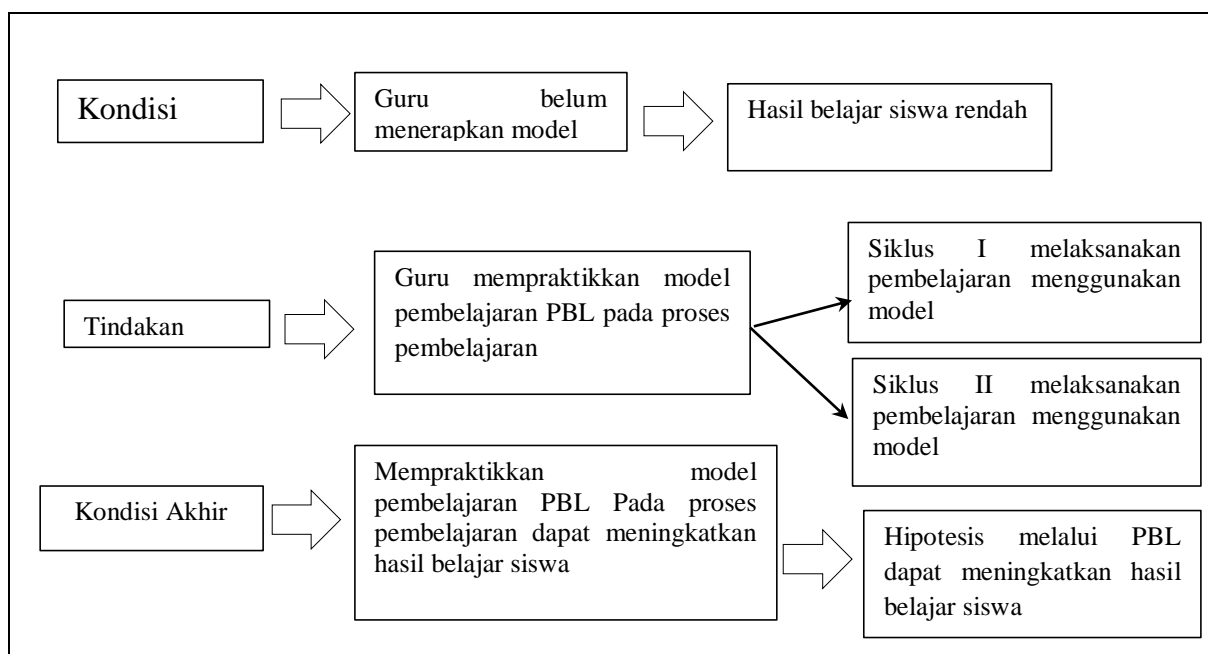 Kondisi
Guru belum
menerapkan model
Hasil belajar siswa rendah
Tindakan
Guru mempraktikkan model
pembelajaran PBL pada proses
pembelajaran
Siklus I melaksanakan
pembelajaran menggunakan
model
Siklus II melaksanakan
pembelajaran menggunakan
model
Kondisi Akhir
Mempraktikkan model
pembelajaran PBL Pada proses
pembelajaran dapat meningkatkan
hasil belajar siswa
Hipotesis melalui PBL
dapat meningkatkan hasil
belajar siswa